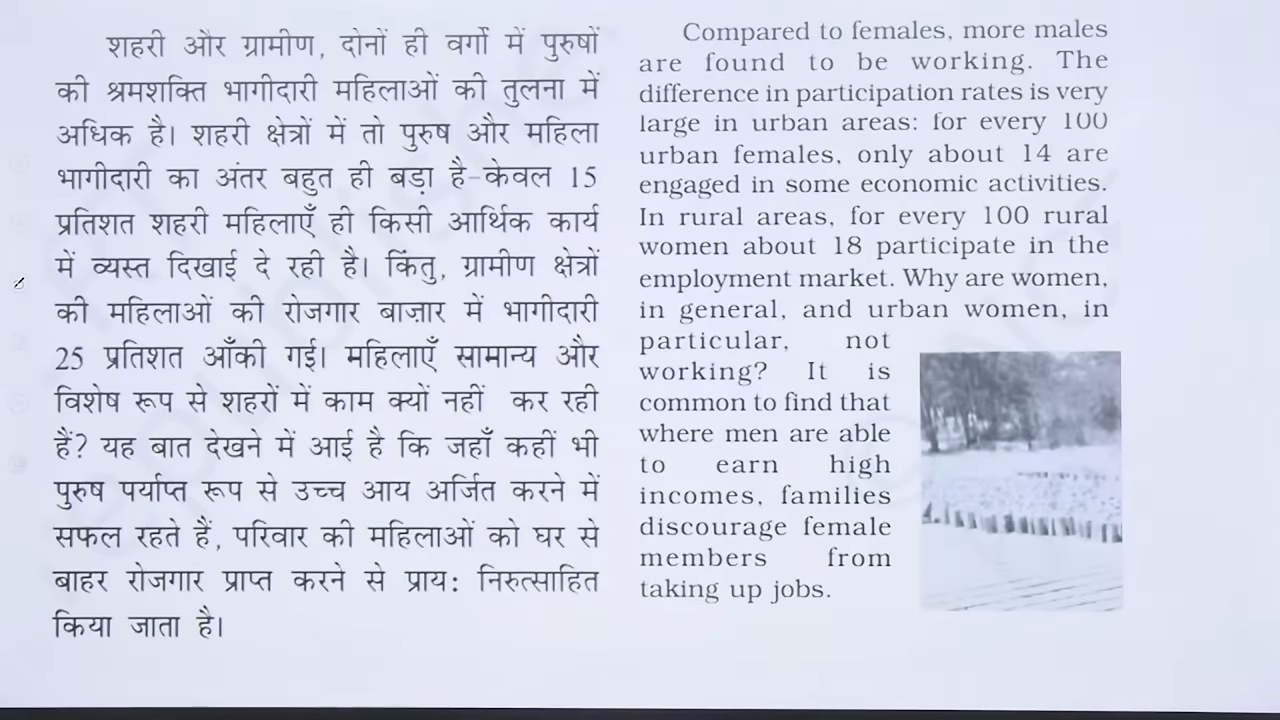 शहरी और ग्रामीण, दोनों ही वर्गों में पुरुषों
की श्रमशक्ति भागीदारी महिलाओं की तुलना में
अधिक है। शहरी क्षेत्रों में तो पुरुष और महिला
भागीदारी का अंतर बहुत ही बड़ा है-केवल 15
प्रतिशत शहरी महिलाएँ ही किसी आर्थिक कार्य
में व्यस्त दिखाई दे रही है। किंतु, ग्रामीण क्षेत्रों
की महिलाओं की रोजगार बाज़ार में भागीदारी
25 प्रतिशत आँकी गई। महिलाएँ सामान्य और
विशेष रूप से शहरों में काम क्यों नहीं कर रही
हैं? यह बात देखने में आई है कि जहाँ कहीं भी
पुरुष पर्याप्त रूप से उच्च आय अर्जित करने में
सफल रहते हैं, परिवार की महिलाओं को घर से
बाहर रोजगार प्राप्त करने से प्राय: निरुत्साहित
किया जाता है।
Compared to females, more males
are found to be working. The
difference in participation rates is very
large in urban areas: for every 100
urban females, only about 14 are
engaged in some economic activities.
In rural areas, for every 100 rural
women about 18 participate in the
employment market. Why are women,
in general, and urban women, in
particular, not
working? It is
common to find that
where men are able
to earn high
incomes, families
discourage female
members from
taking up jobs.